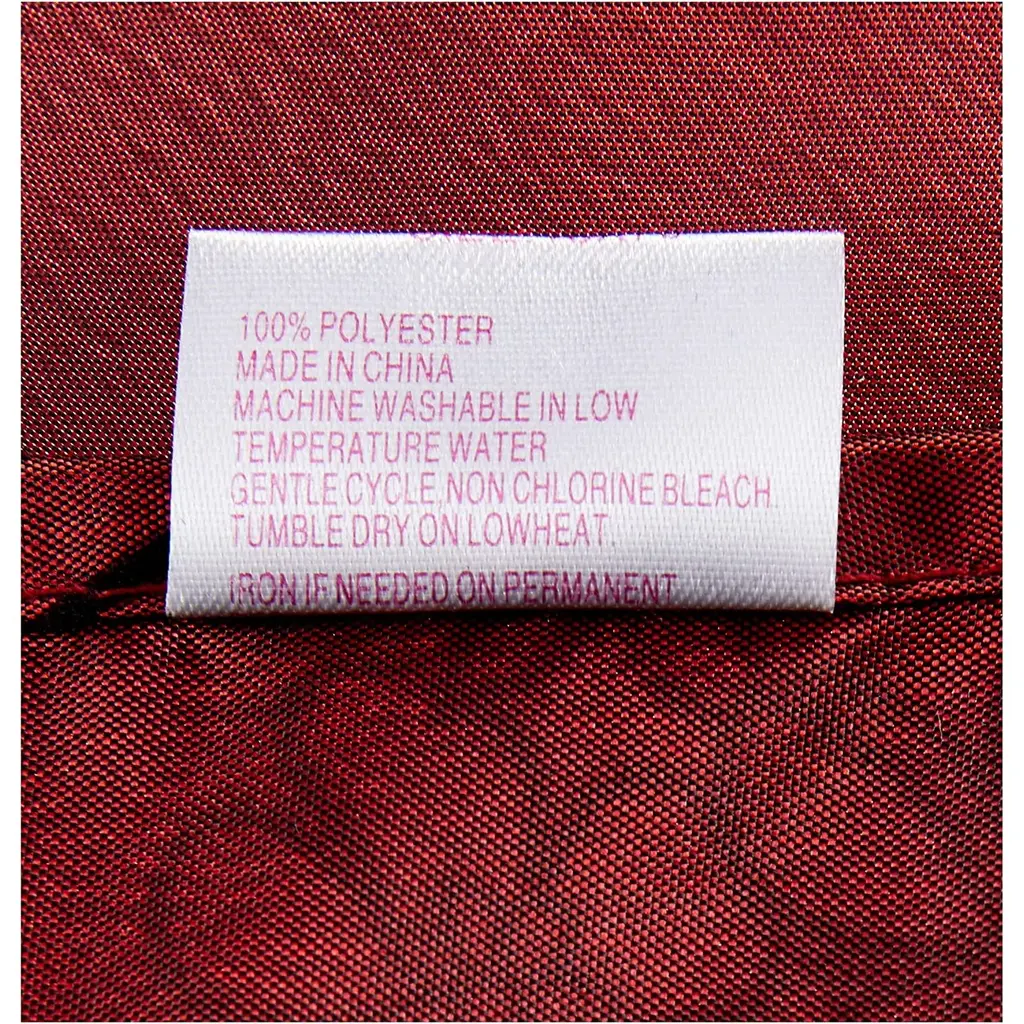 100% POLYESTER
MADE IN CHINA
MACHINE WASHABLE IN LOW
TEMPERATURE WATER
GENTLE.CYCLE,NON CHLORINE BLEACH.
TUMBLE DRY ON LOWHEAT.
IRON IF NEEDED ON PERMANENT